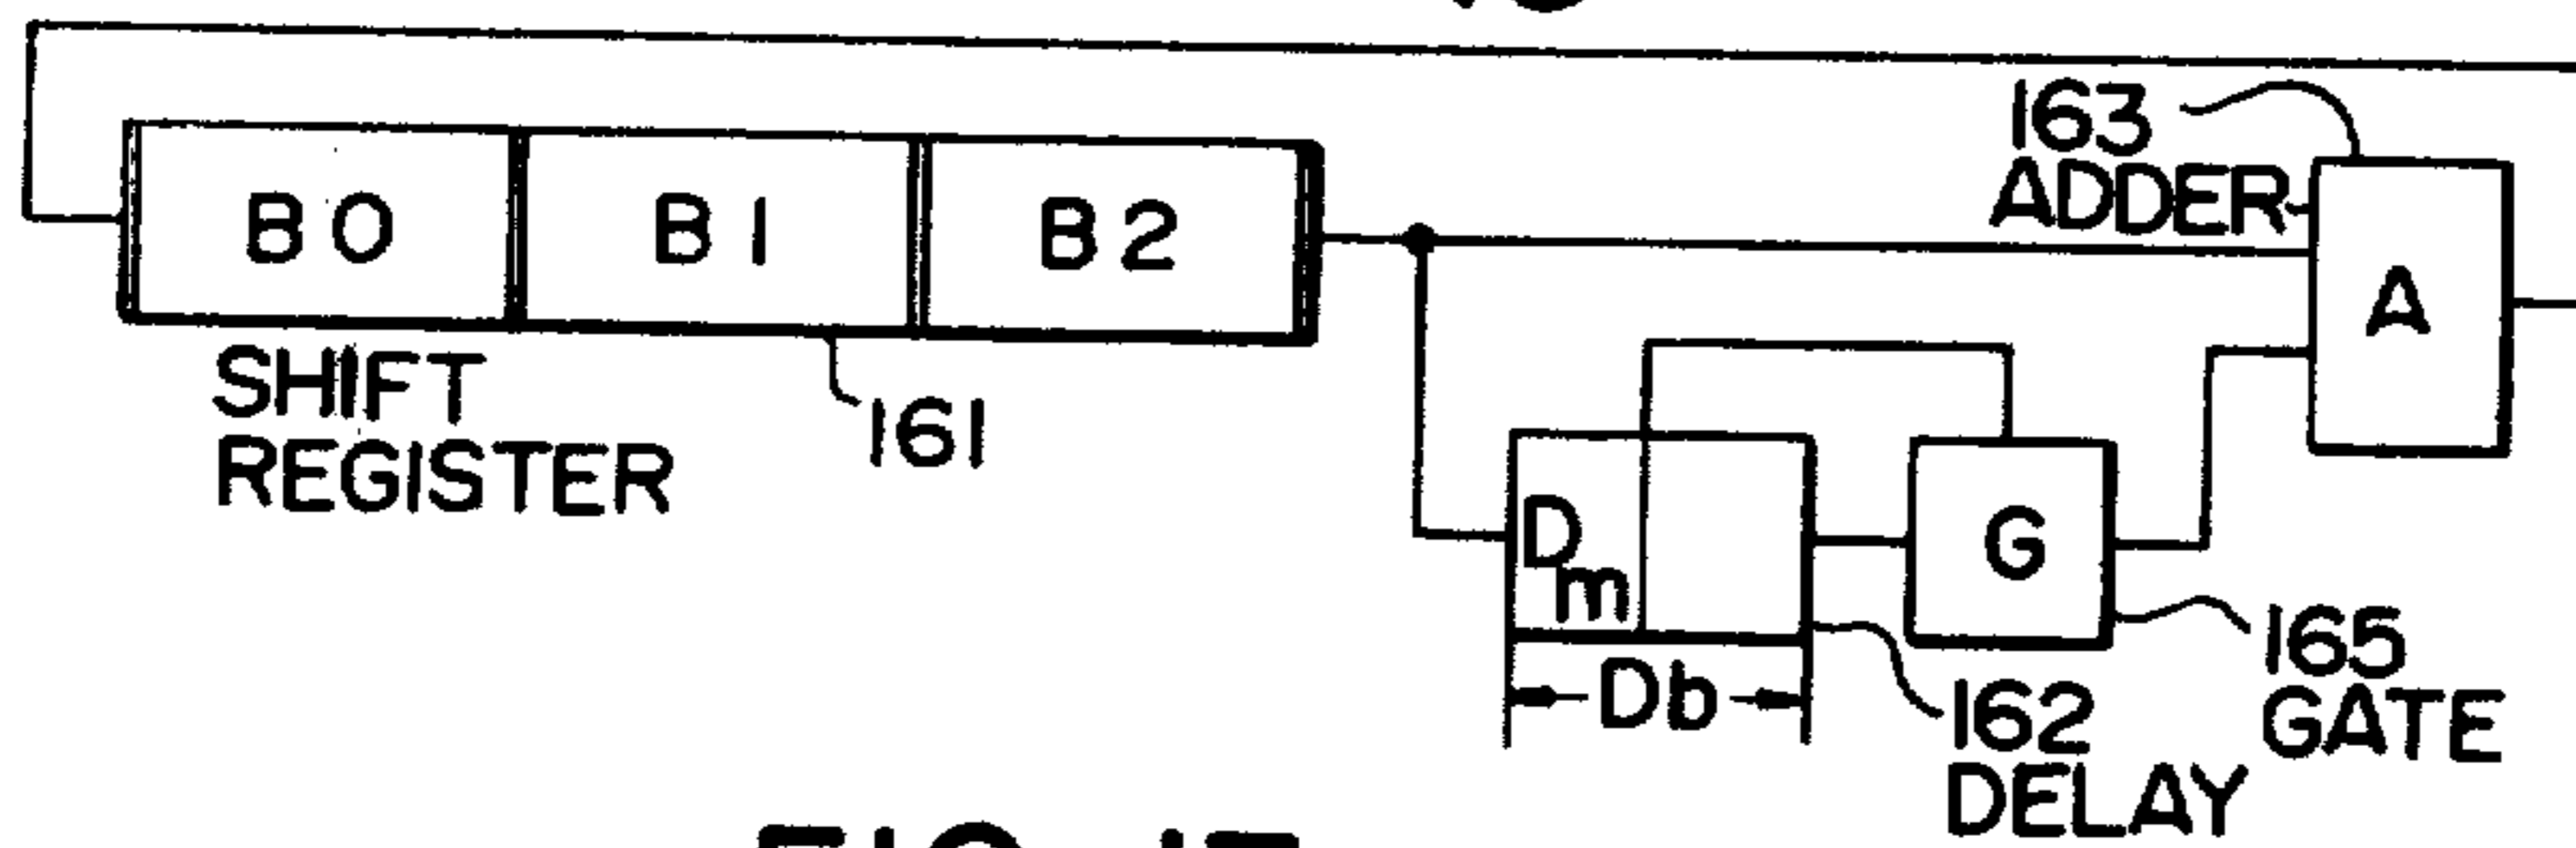 163
ADDER
B0 B1 B2
A
SHIFT
REGISTER
161
Dm
G
Db
165
GATE
162
DELAY